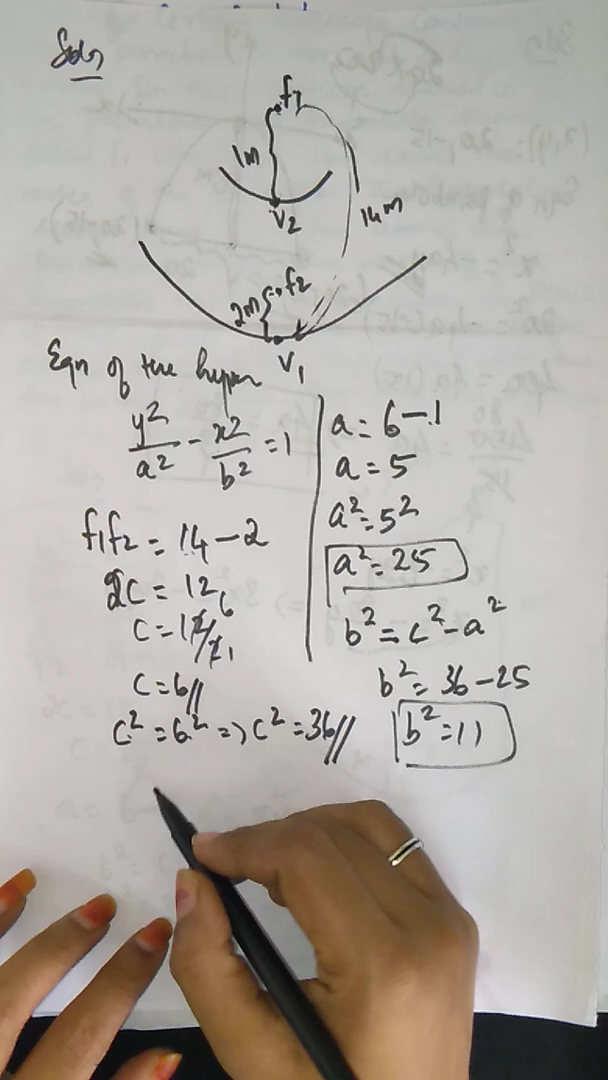 Soln
f1
1m
V2
14m
2m
f2
V1
Eqn of the hyper
y²/a² - x²/b² = 1
f1f2 = 14 - 2
2c = 12
c = 12/2
6
1
c = 6//
c² = 6² => c² = 36//
a = 6 - 1
a = 5
a² = 5²
a² = 25
b² = c² - a²
b² = 36 - 25
b² = 11